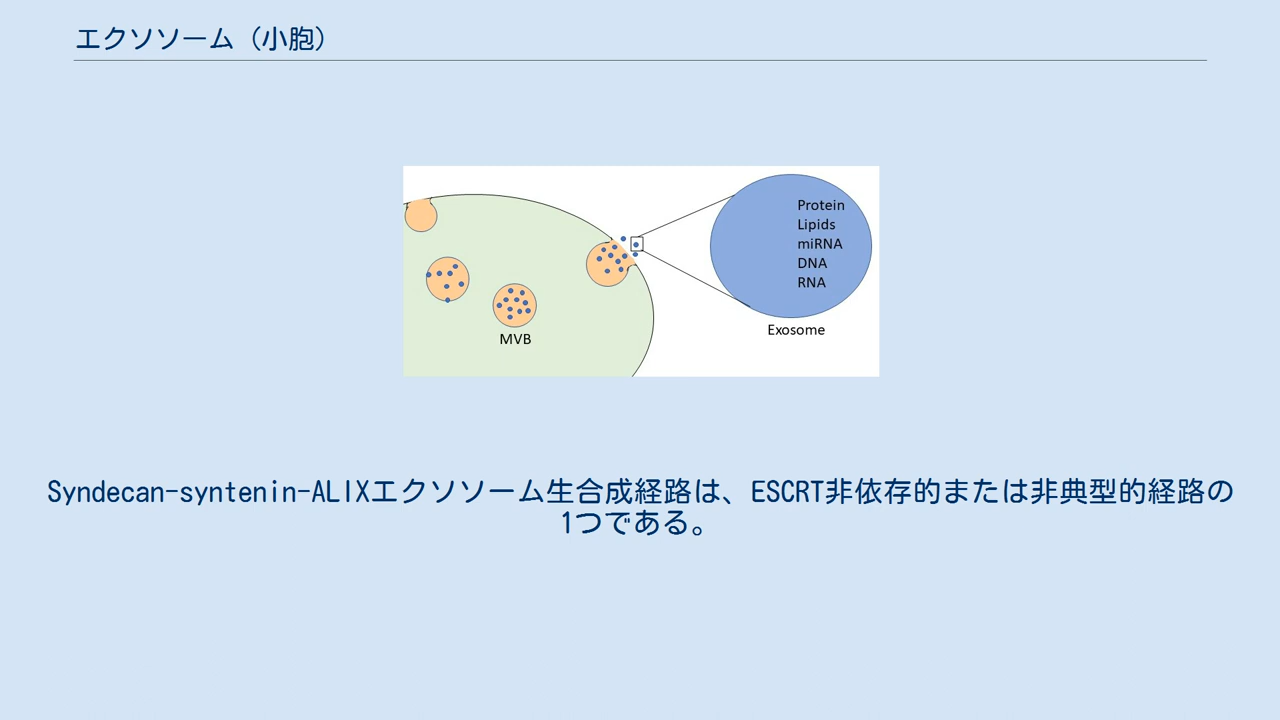 エクソソーム（小胞）
Protein
Lipids
miRNA
DNA
RNA
Exosome
MVB
Syndecan-syntenin-ALIXエクソソーム生合成経路は、ESCRT非依存的または非典型的経路の
1つである。